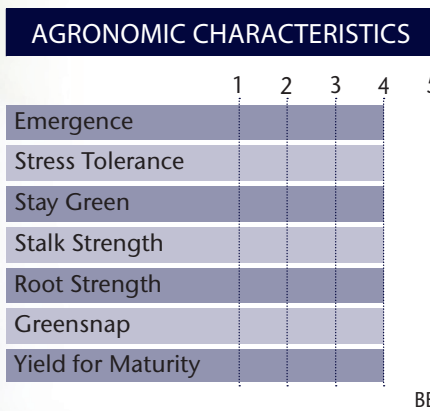 AGRONOMIC CHARACTERISTICS
1 2 3 4
Emergence
Stress Tolerance
Stay Green
Stalk Strength
Root Strength
Greensnap
Yield for Maturity